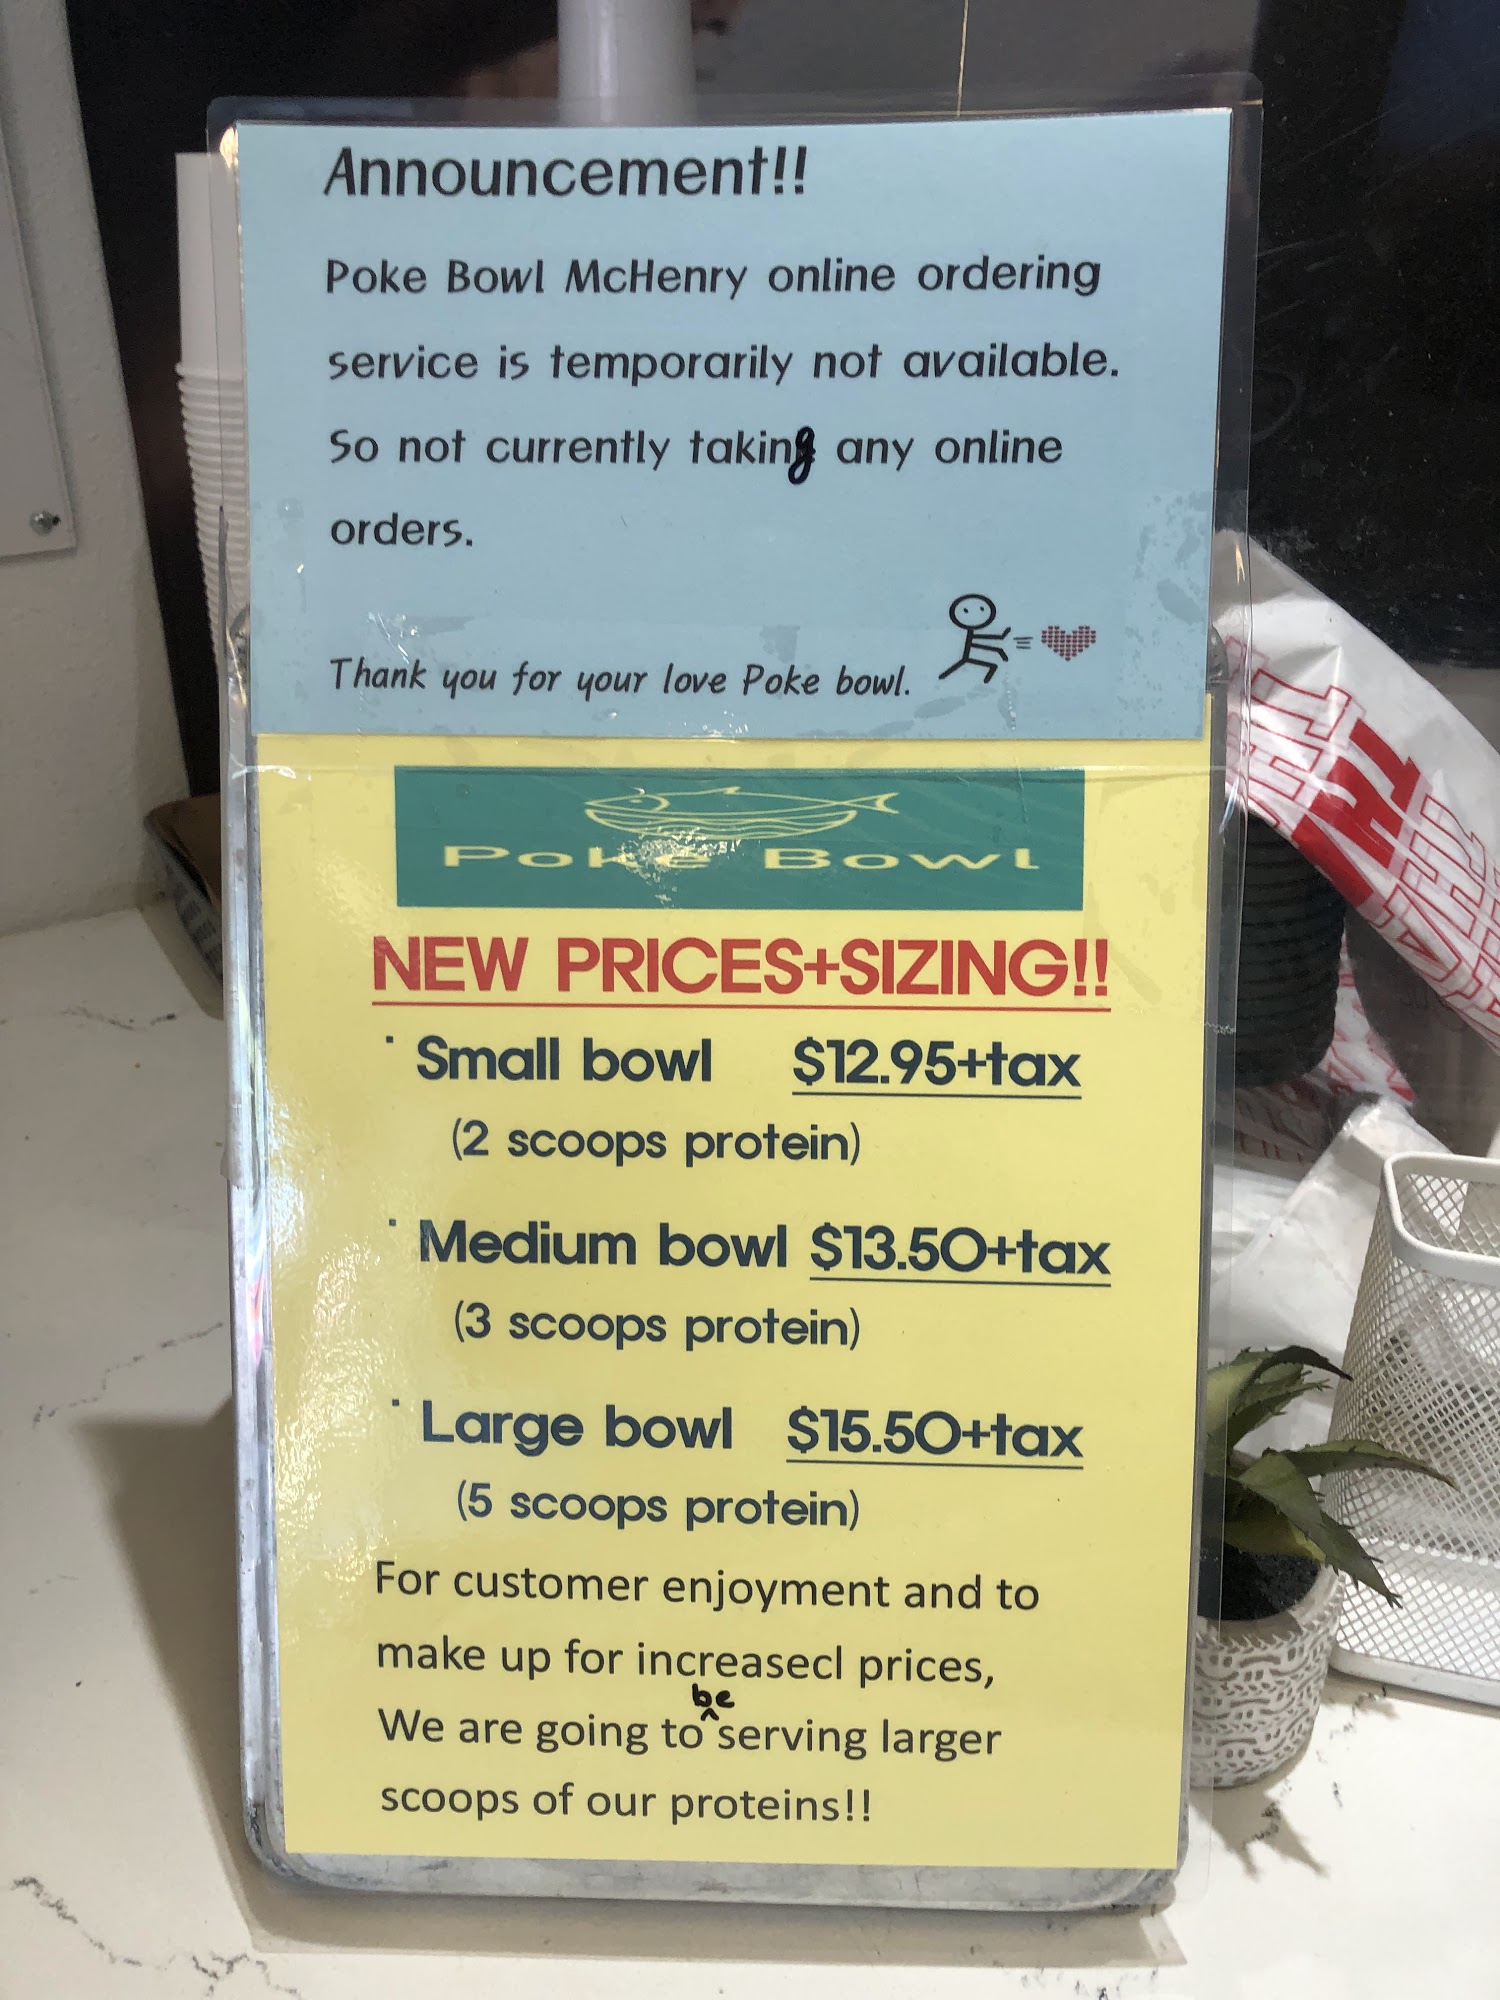 Announcement!!
Poke Bowl McHenry online ordering
service is temporarily not available.
So not currently taking any online
orders.
Thank you for your love Poke bowl.
Poke Bowl
NEW PRICES+SIZING!!
· Small bowl $12.95+tax
(2 scoops protein)
· Medium bowl $13.50+tax
(3 scoops protein)
· Large bowl $15.50+tax
(5 scoops protein)
For customer enjoyment and to
make up for increasecl prices,
We are going to be serving larger
scoops of our proteins!!